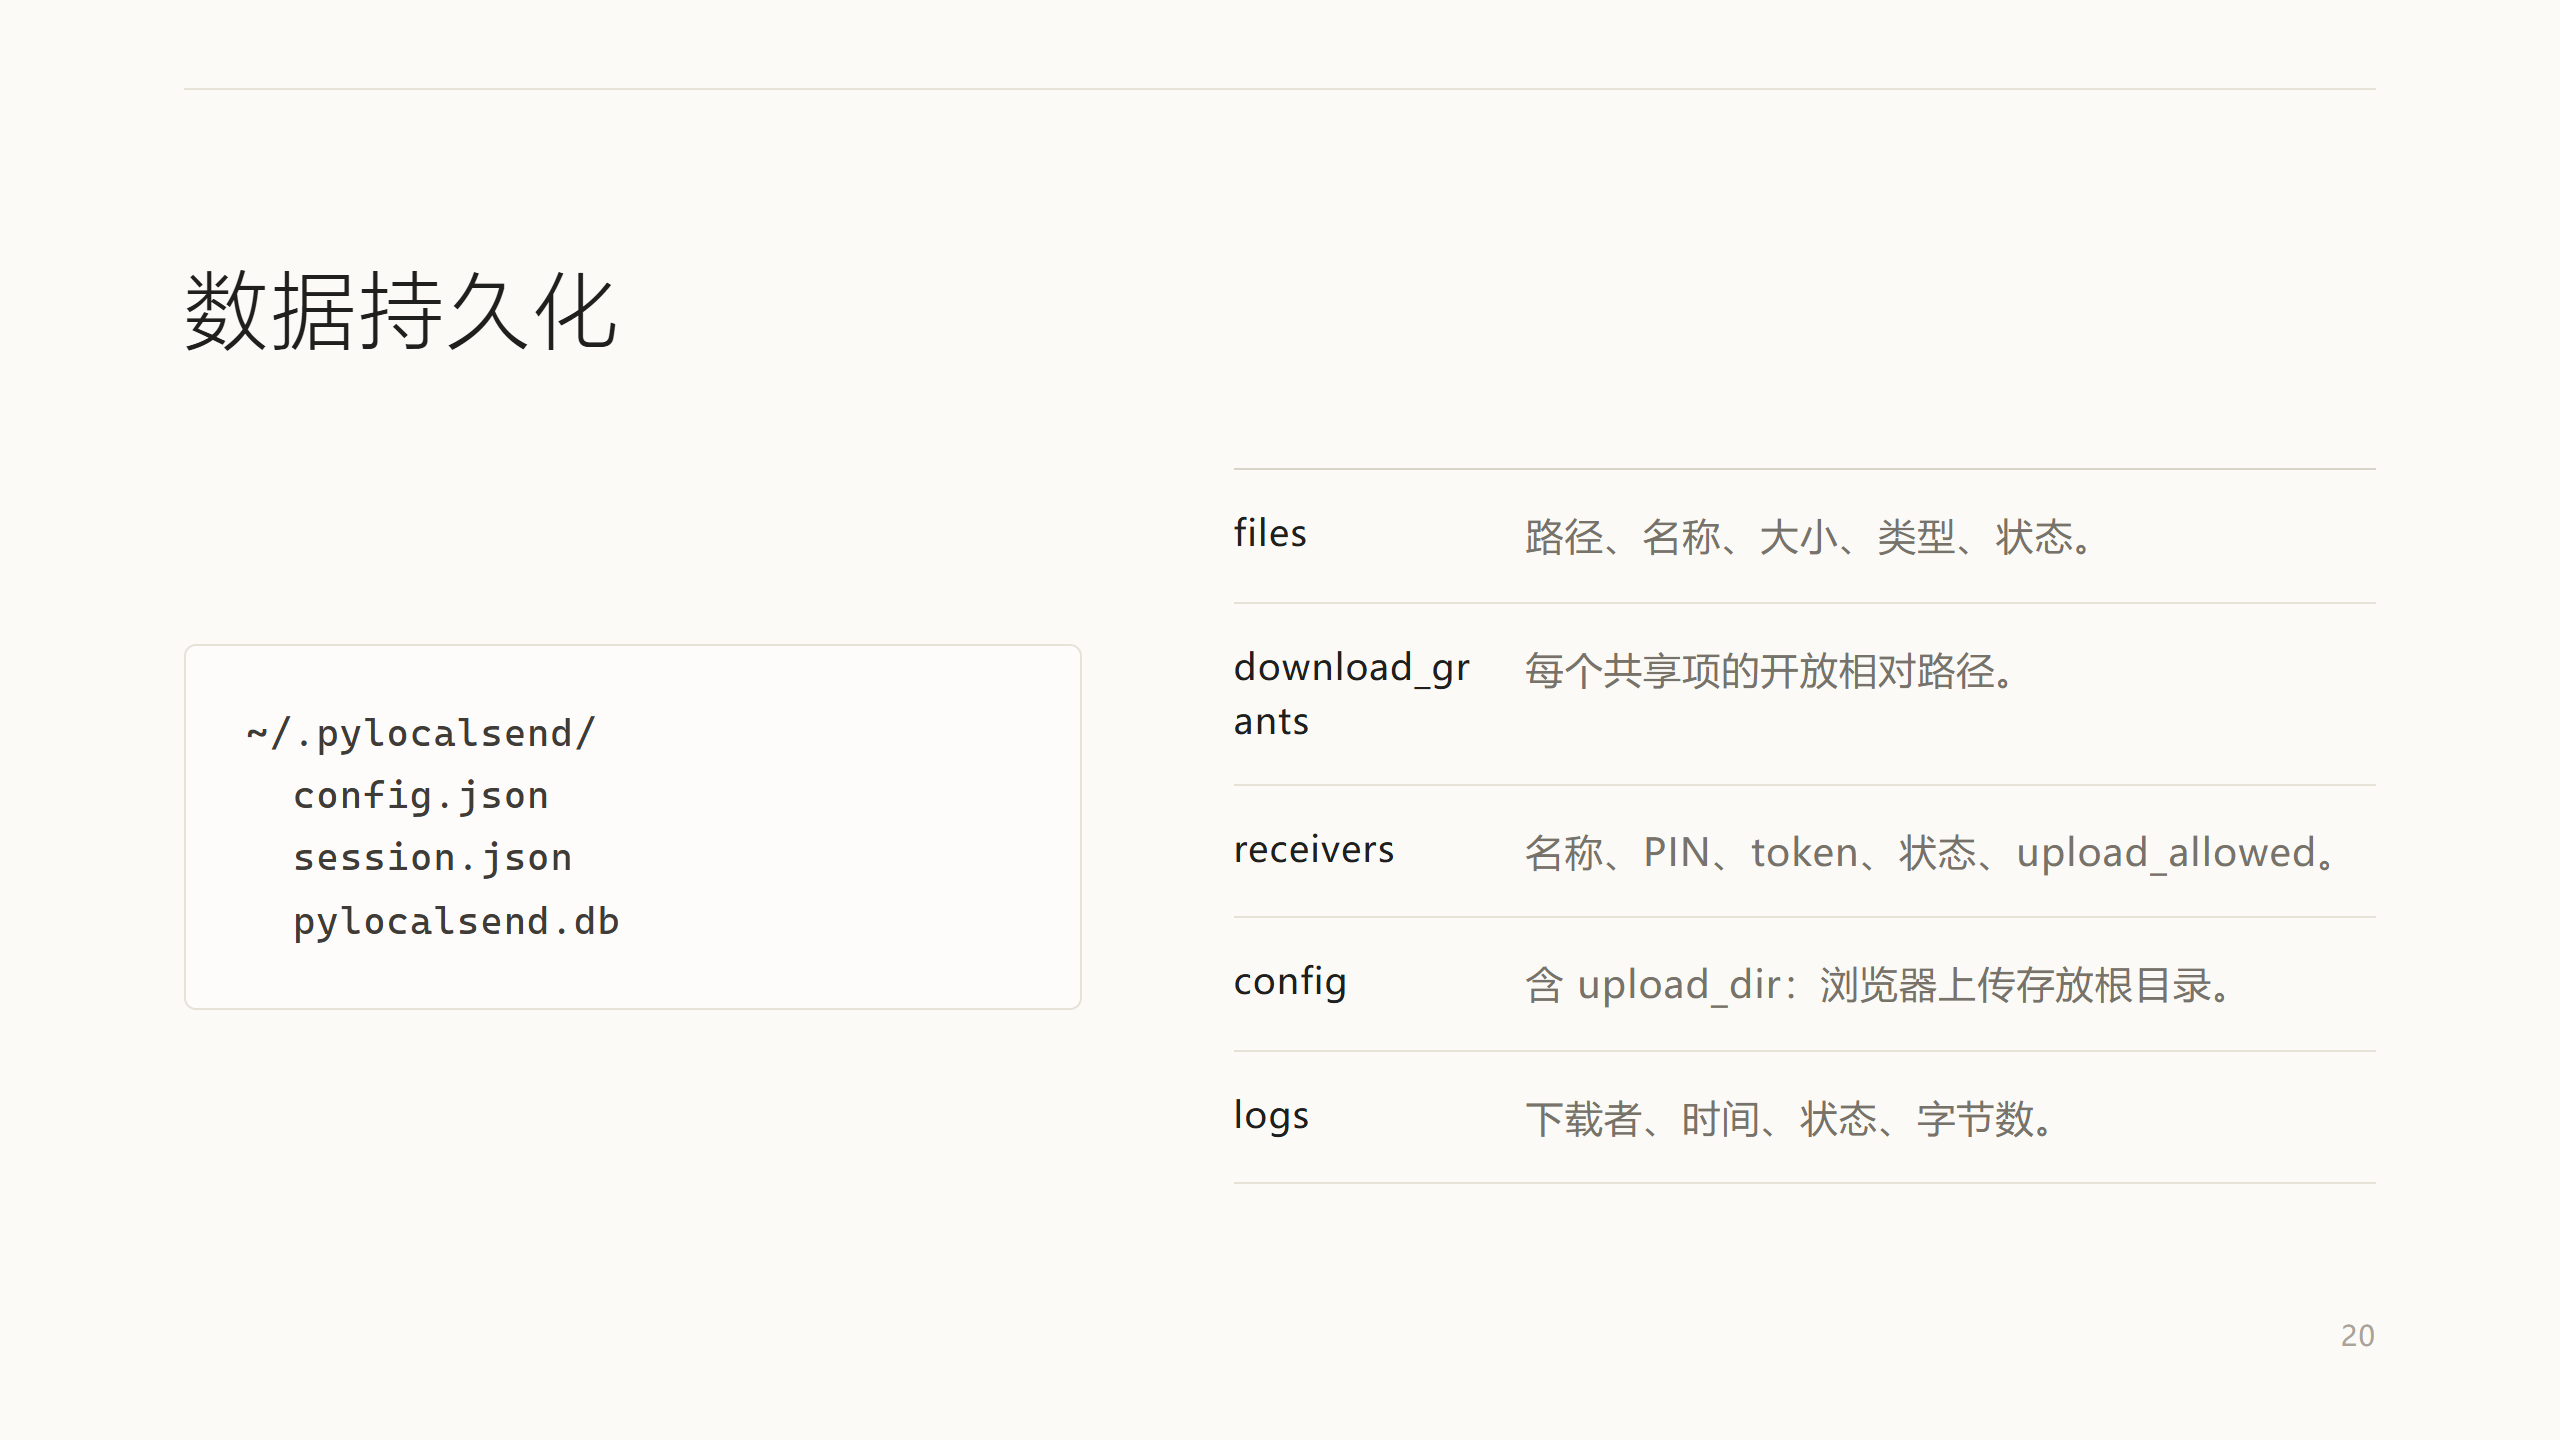 数据持久化
~/.pylocalsend/
config.json
session.json
pylocalsend.db
files
路径、名称、大小、类型、状态。
download_gr
ants
每个共享项的开放相对路径。
receivers
名称、PIN、token、状态、upload_allowed。
config
含 upload_dir：浏览器上传存放根目录。
logs
下载者、时间、状态、字节数。
20